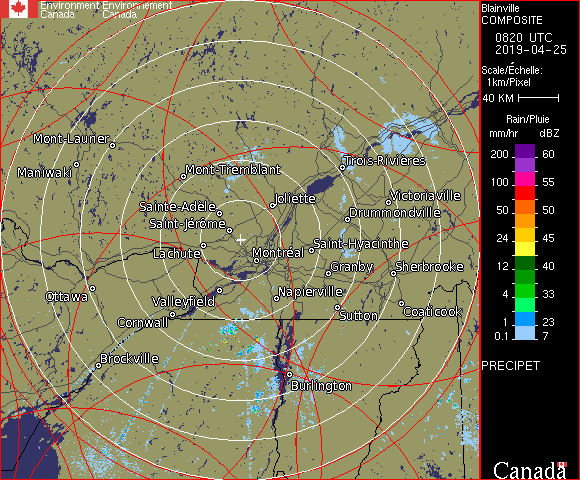 Environment Environnement
Canada Canada
Blainville
COMPOSITE
0820 UTC
2019-04-25
Scale/Échelle:
1km/Pixel
40 KM
Rain/Pluie
mm/hr dBZ
200 60
55
100 55
50 50
24 45
12 40
4 33
1 23
0.1 7
PRECIPET
Mont-Laurier
Maniwaki
Mont-Tremblant
Trois-Rivières
Joliette
Victoriaville
Sainte-Adèle
Drummondville
Saint-Jérôme
Saint-Hyacinthe
Lachute
Montréal
Granby
Sherbrooke
Ottawa
Valleyfield
Napierville
Cornwall
Sutton
Coaticook
Brockville
Burlington
Canada